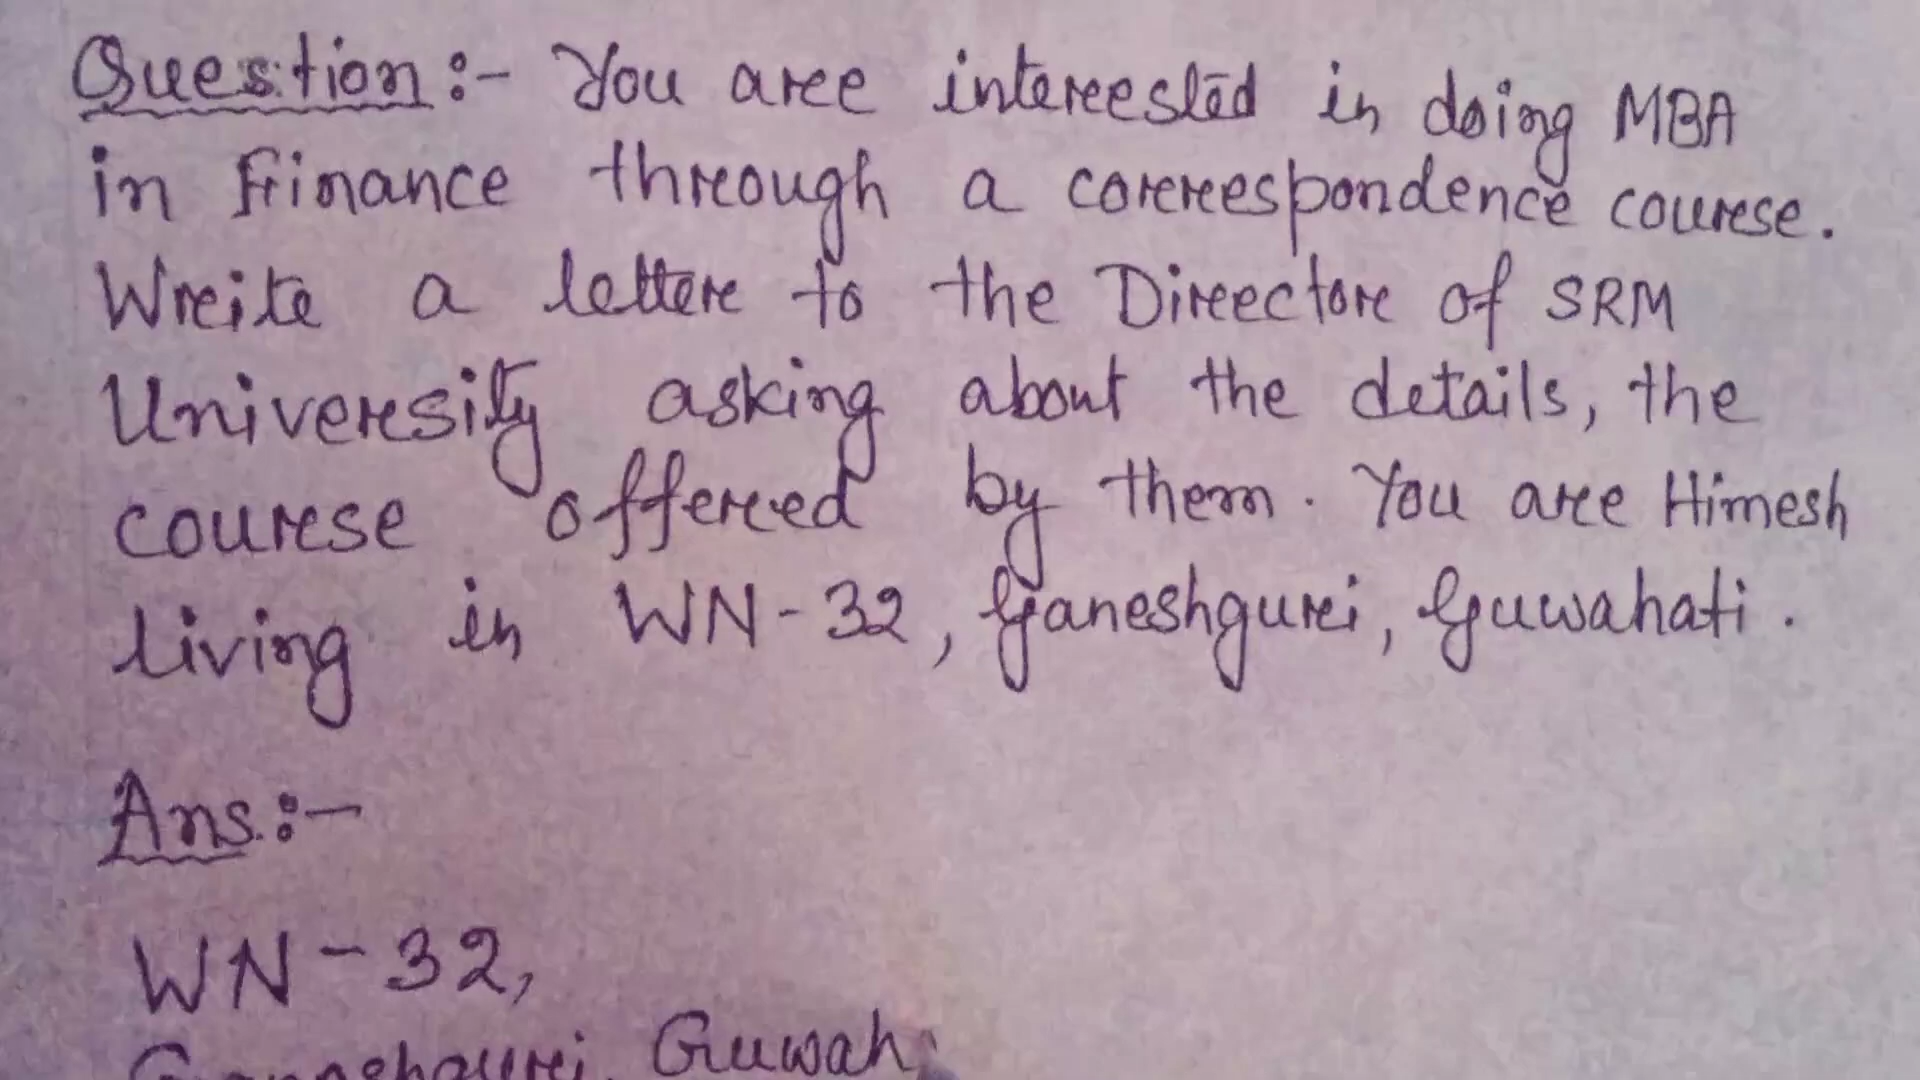 Question:- You are interested in doing MBA
in Finance through a correspondence course.
Write a letter to the Director of SRM
University asking about the details, the
course offered by them. You are Himesh
living in WN-32, Ganeshguri, Guwahati.
Ans:-
WN-32,
Ganeshguri, Guwah